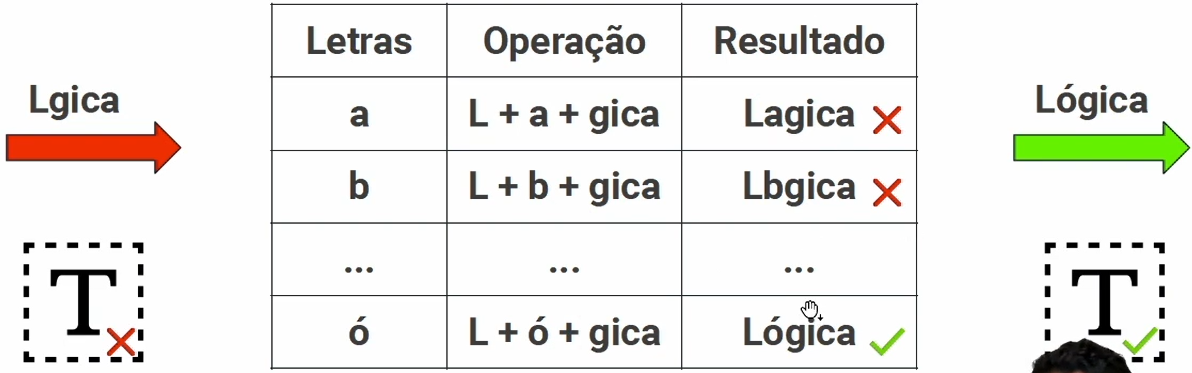 Lgica
T
Letras Operação Resultado
a L + a + gica Lagica
b L + b + gica Lbgica
... ... ...
ó L + ó + gica Lógica
Lógica
T